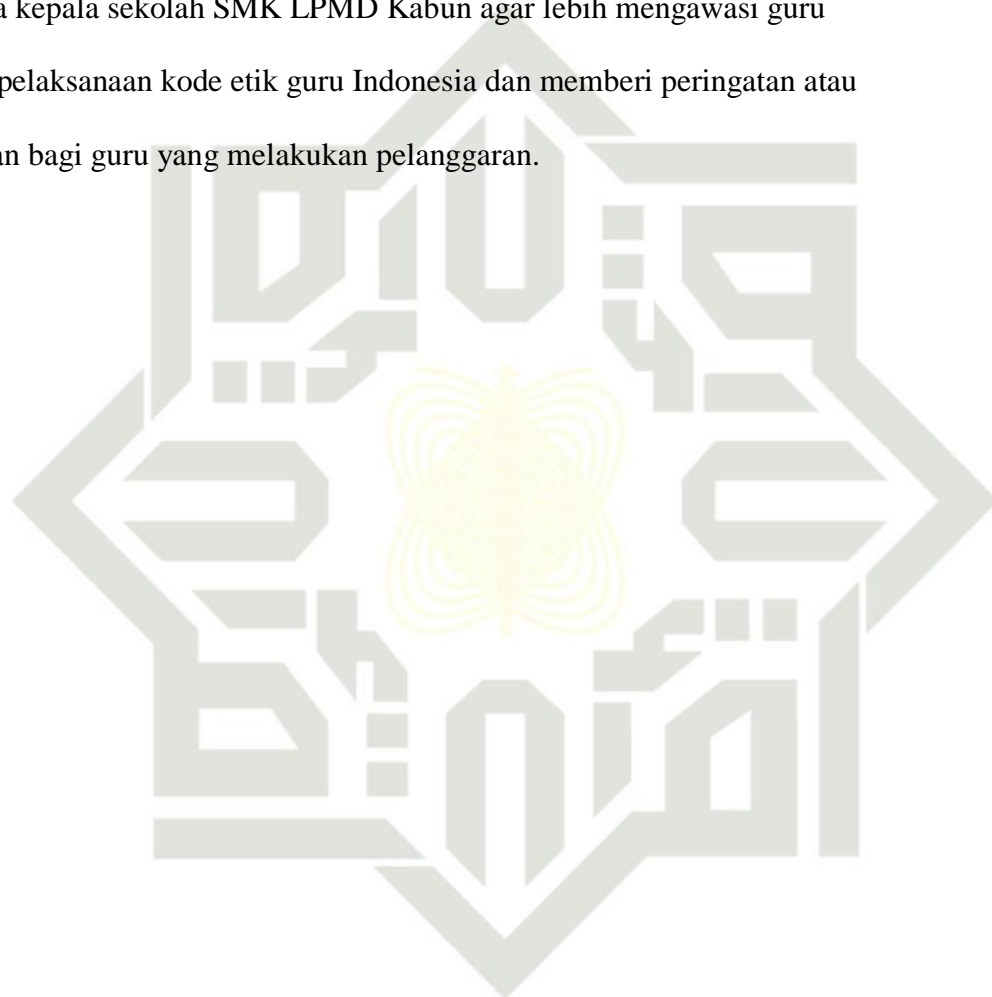 kepala sekolah SMK LPMD Kabun agar lebih mengawasi guru
pelaksanaan kode etik guru Indonesia dan memberi peringatan atau
an bagi guru yang melakukan pelanggaran.